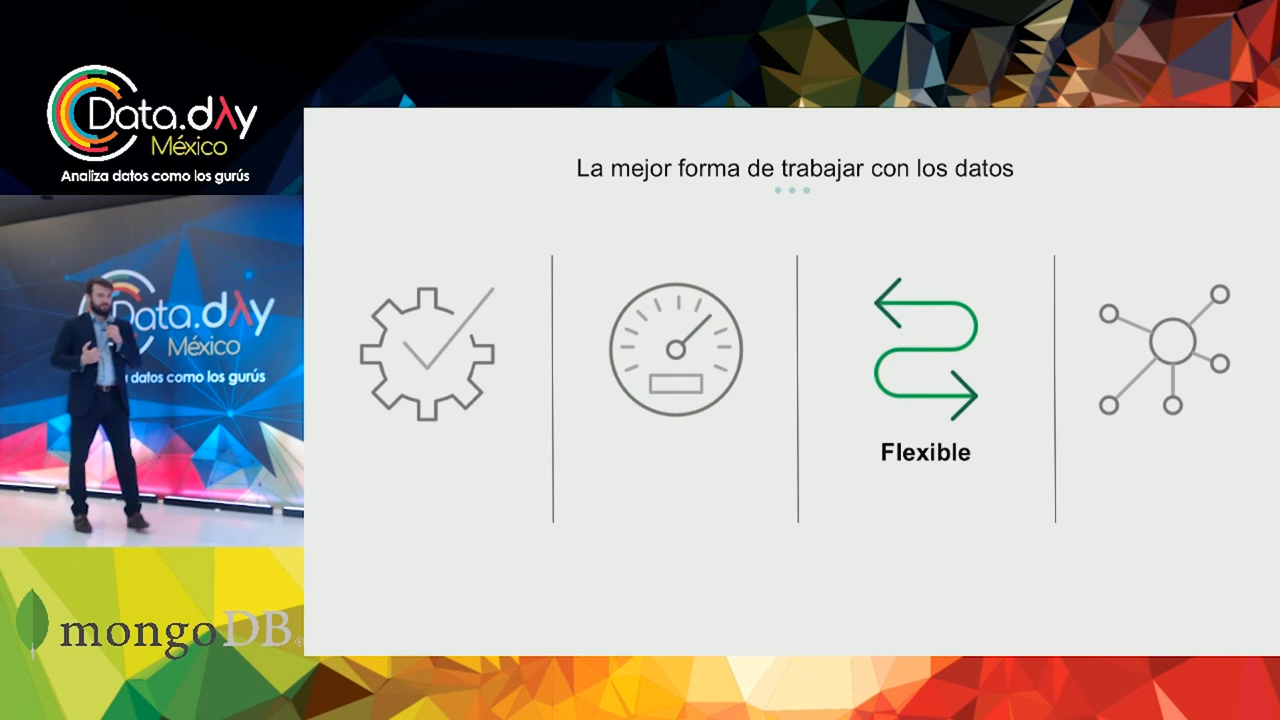 Data.dλy
México
Analiza datos como los gurús
La mejor forma de trabajar con los datos
Data.dλy
México
datos como los gurús
Flexible
mongoDB